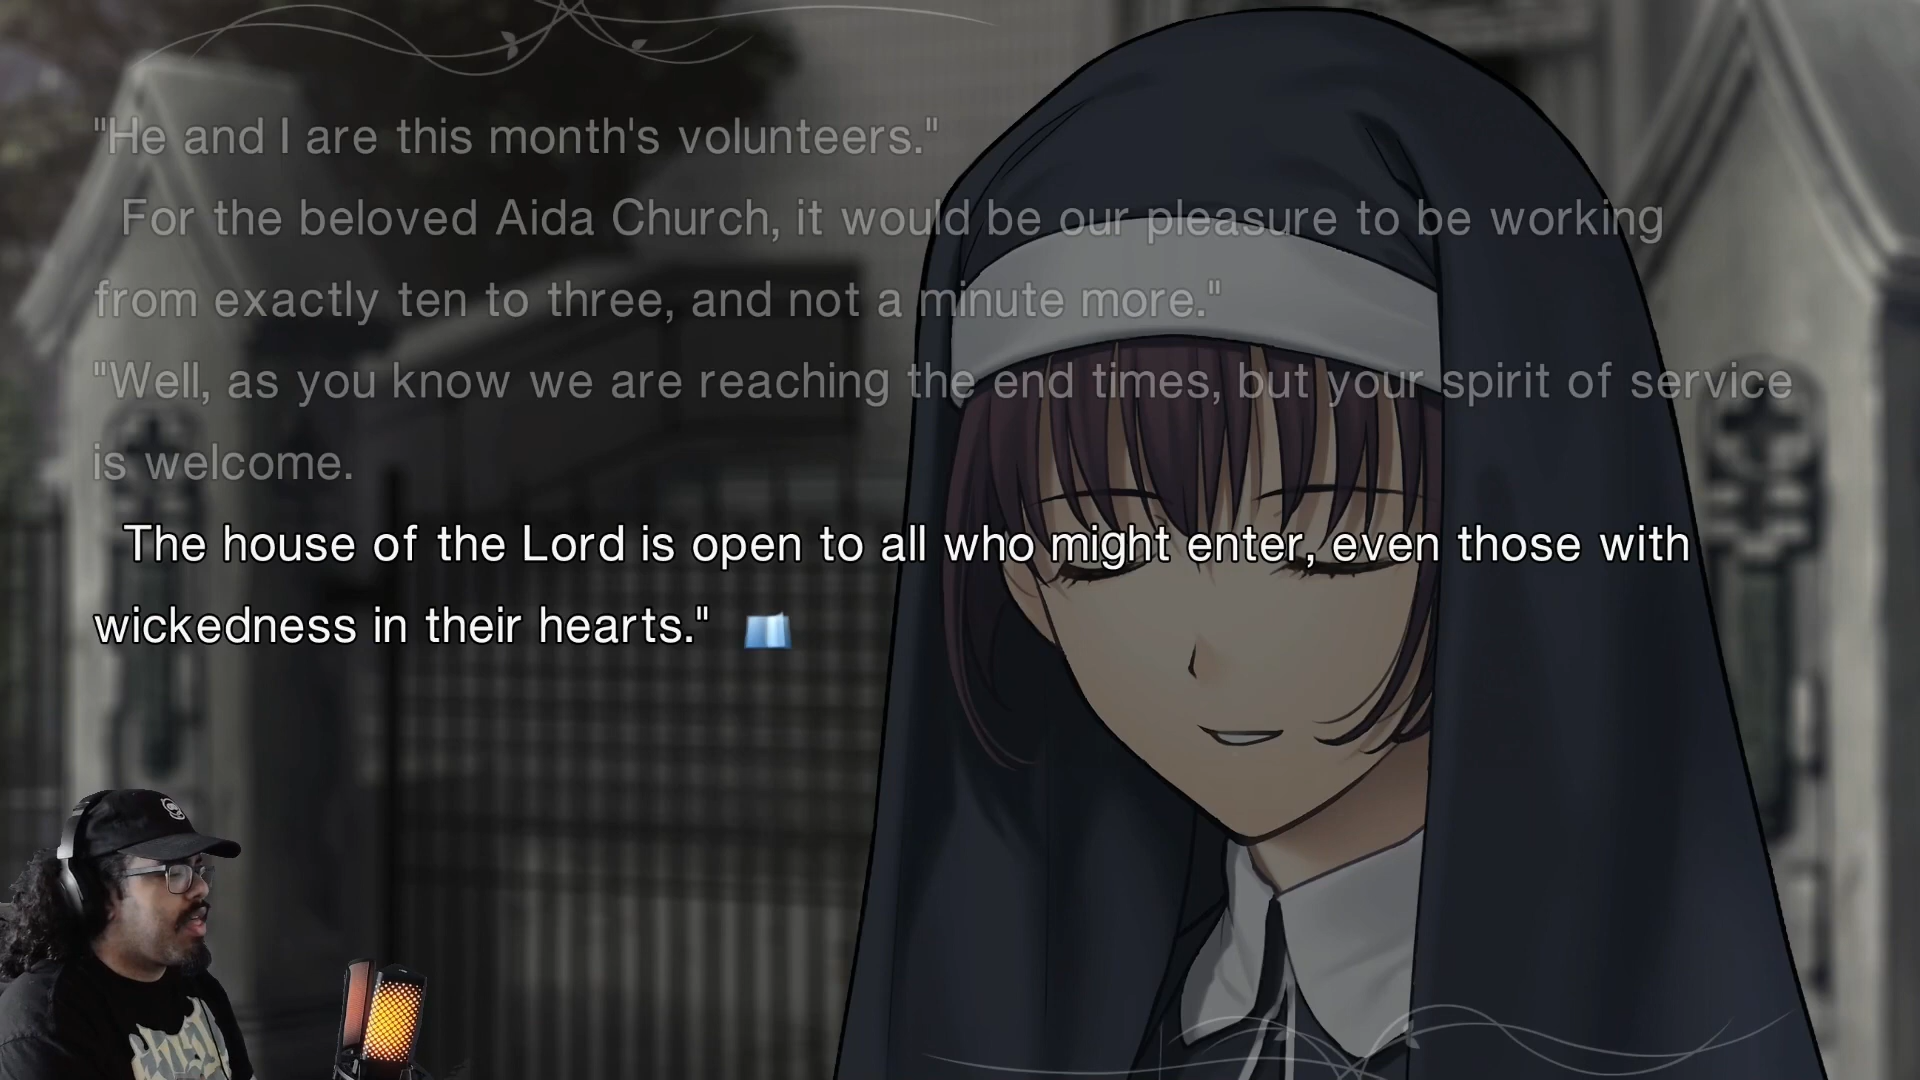 "He and I are this month's volunteers."
For the beloved Aida Church, it would be our pleasure to be working
from exactly ten to three, and not a minute more."
"Well, as you know we are reaching the end times, but your spirit of service
is welcome.
The house of the Lord is open to all who might enter, even those with
wickedness in their hearts."